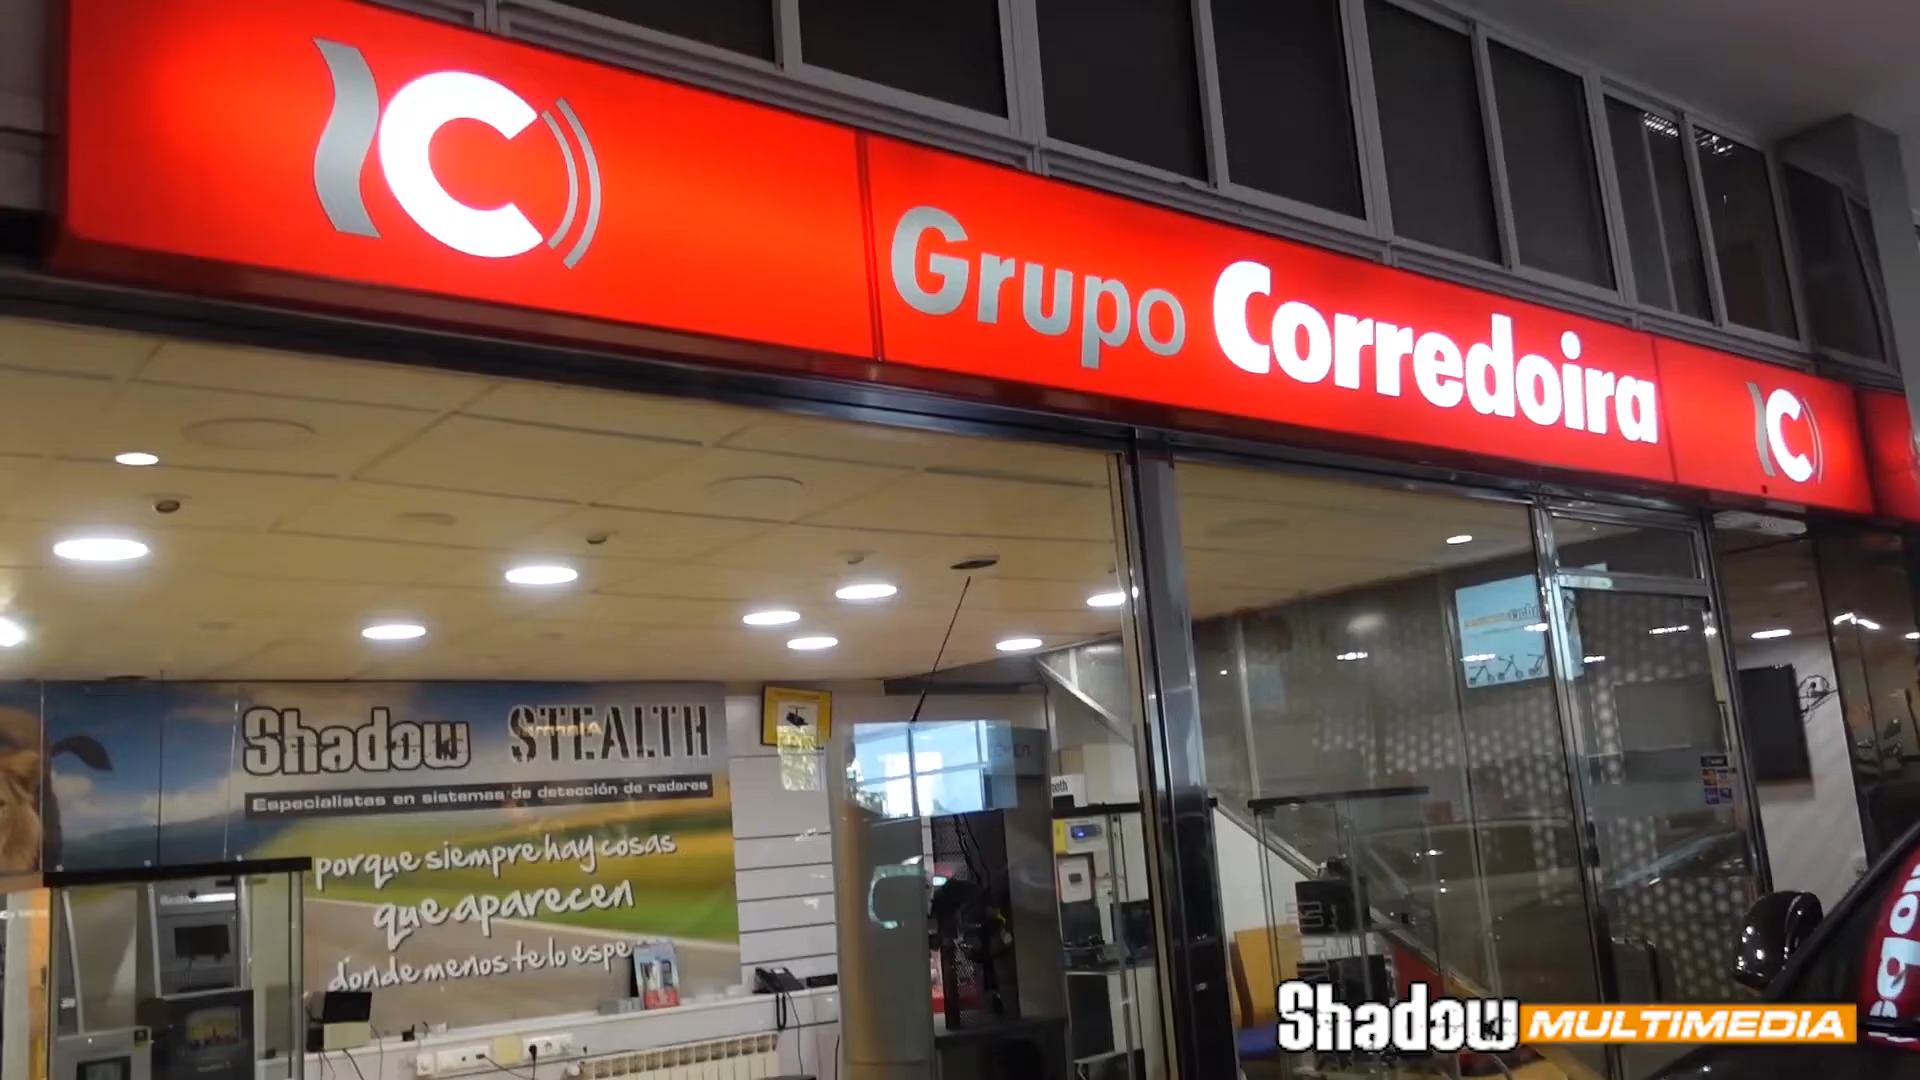 C
Grupo Corredoira
C
Shadow STEALTH
Especialistas en sistemas de detección de radares
porque siempre hay cosas
que aparecen
donde menos te lo espe
Shadow MULTIMEDIA